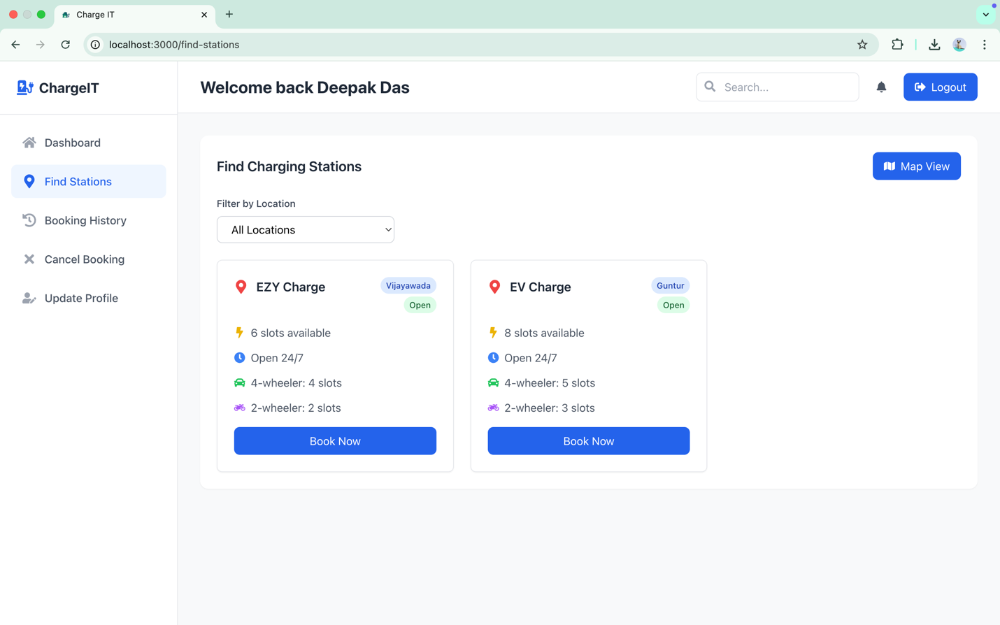 Charge IT
localhost:3000/find-stations
ChargeIT
Welcome back Deepak Das
Search...
Logout
Dashboard
Find Stations
Booking History
Cancel Booking
Update Profile
Find Charging Stations
Map View
Filter by Location
All Locations
EZY Charge
Vijayawada
Open
6 slots available
Open 24/7
4-wheeler: 4 slots
2-wheeler: 2 slots
Book Now
EV Charge
Guntur
Open
8 slots available
Open 24/7
4-wheeler: 5 slots
2-wheeler: 3 slots
Book Now